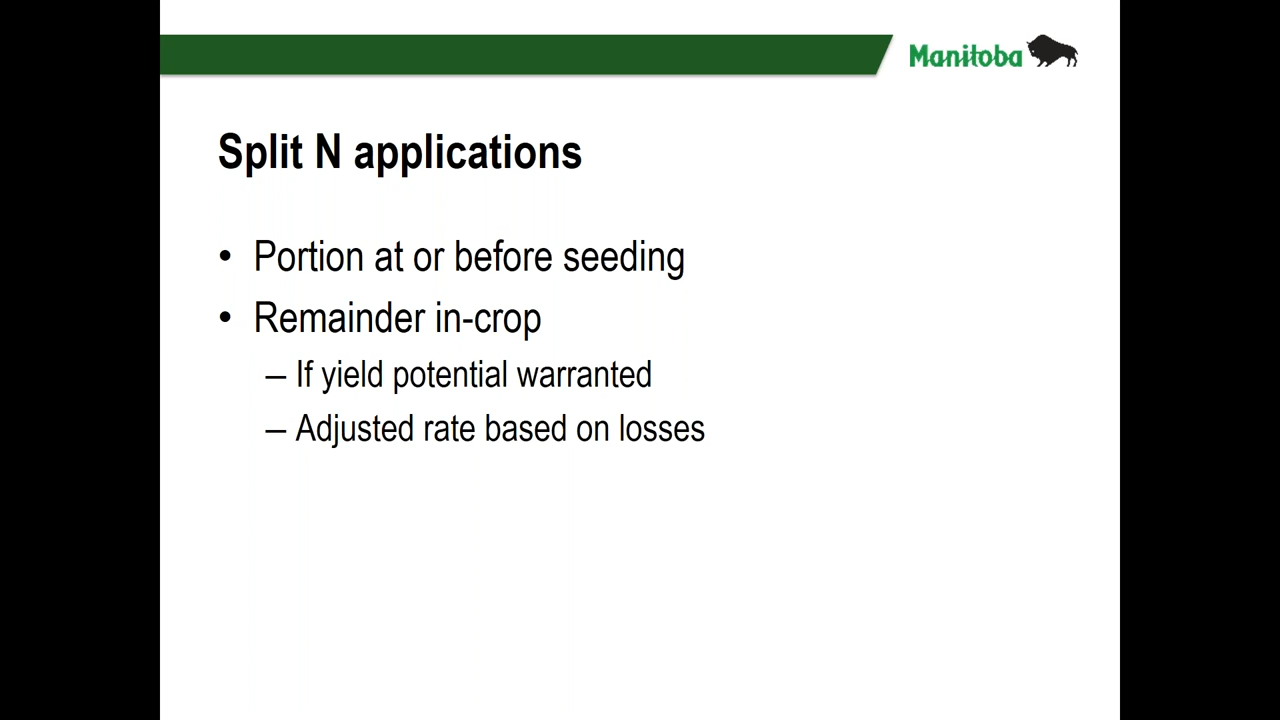 Manitoba
Split N applications
• Portion at or before seeding
• Remainder in-crop
– If yield potential warranted
– Adjusted rate based on losses